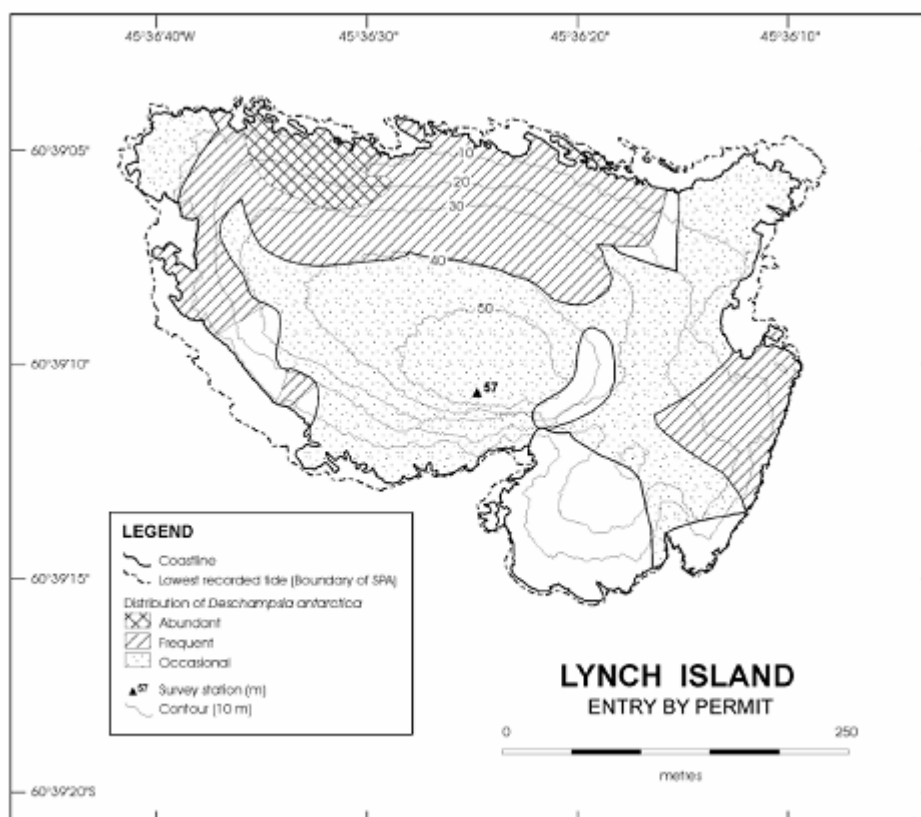 45°36'40"W 45°36'30" 45°36'20" 45°36'10"
60°39'05"
10
20
30
40
50
60°39'10"
57
LEGEND
Coastline
Lowest recorded tide (Boundary of SPA)
Distribution of Deschampsia antarctica
Abundant
Frequent
Occasional
57 Survey station (m)
Contour (10 m)
60°39'15"
LYNCH ISLAND
ENTRY BY PERMIT
0 250
metres
60°39'20"S